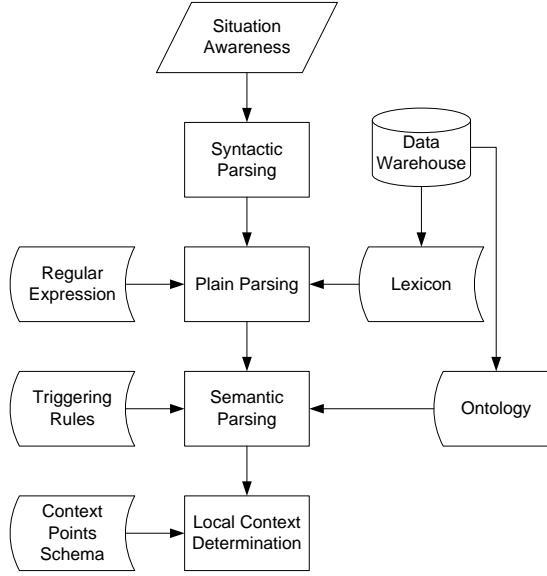 Situation
Awareness
Syntactic
Parsing
Data
Warehouse
Regular
Expression
Plain Parsing
Lexicon
Triggering
Rules
Semantic
Parsing
Ontology
Context
Points
Schema
Local Context
Determination